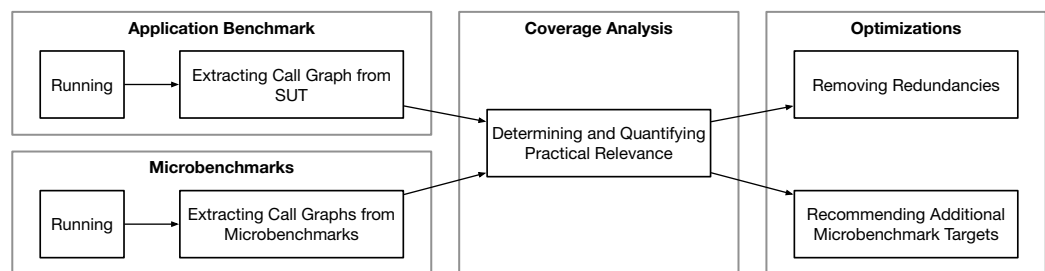 Application Benchmark
Running
Extracting Call Graph from
SUT
Microbenchmarks
Running
Extracting Call Graphs from
Microbenchmarks
Coverage Analysis
Determining and Quantifying
Practical Relevance
Optimizations
Removing Redundancies
Recommending Additional
Microbenchmark Targets